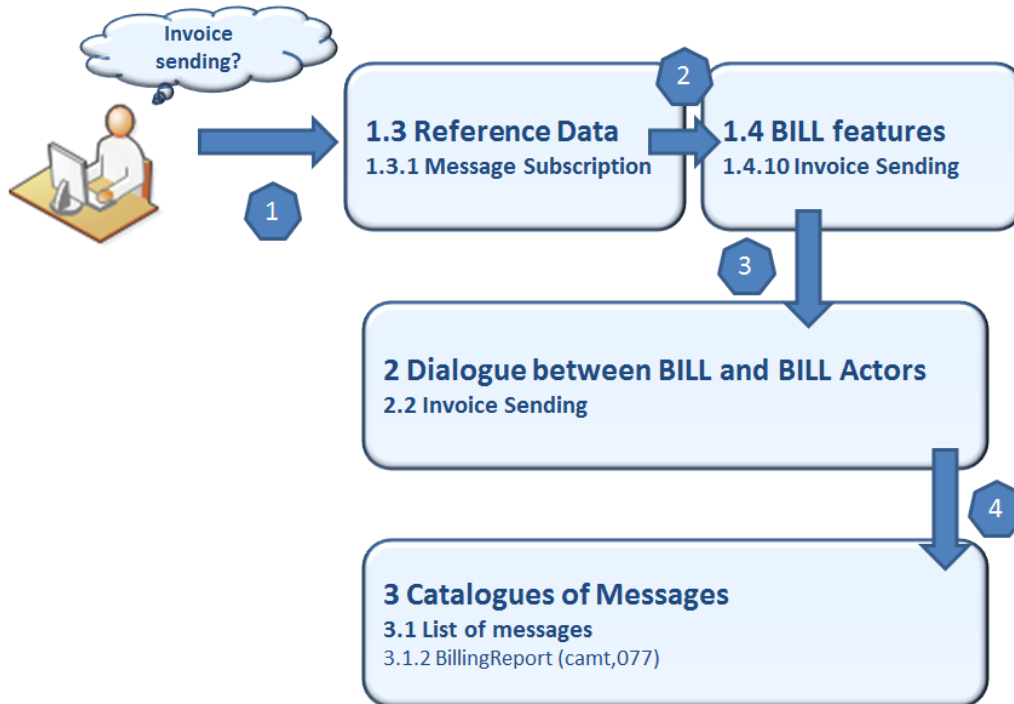 Invoice
sending?
1
1.3 Reference Data
1.3.1 Message Subscription
2
1.4 BILL features
1.4.10 Invoice Sending
3
2 Dialogue between BILL and BILL Actors
2.2 Invoice Sending
4
3 Catalogues of Messages
3.1 List of messages
3.1.2 BillingReport (camt,077)